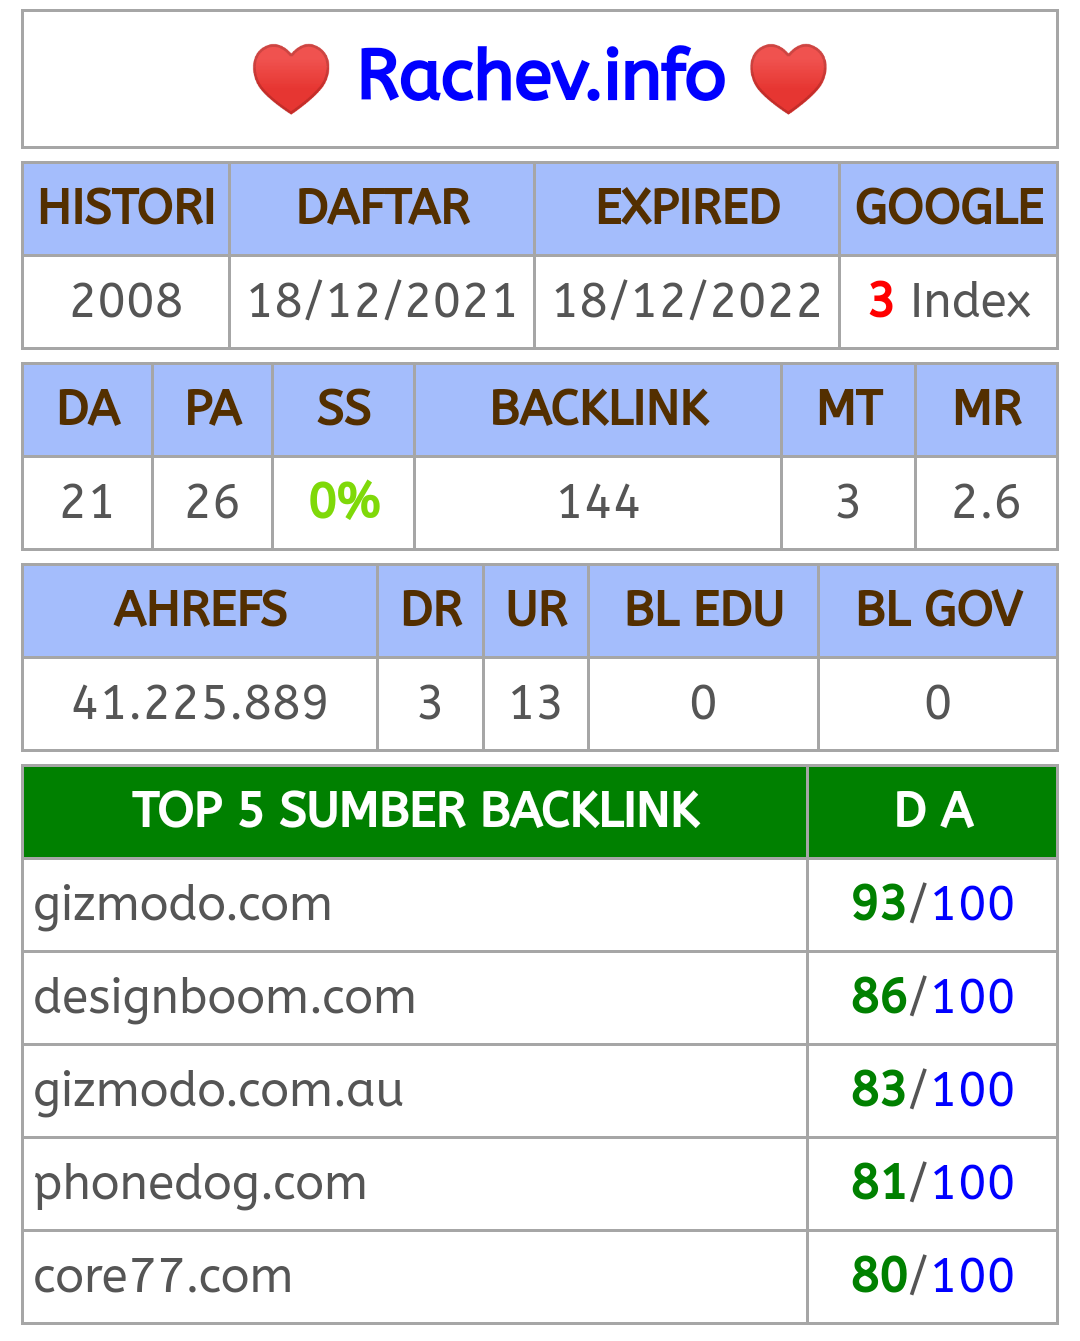 Rachev.info
HISTORI DAFTAR EXPIRED GOOGLE
2008 18/12/2021 18/12/2022 3 Index
DA PA SS BACKLINK MT MR
21 26 0% 144 3 2.6
AHREFS DR UR BL EDU BL GOV
41.225.889 3 13 0 0
TOP 5 SUMBER BACKLINK D A
gizmodo.com 93/100
designboom.com 86/100
gizmodo.com.au 83/100
phonedog.com 81/100
core77.com 80/100